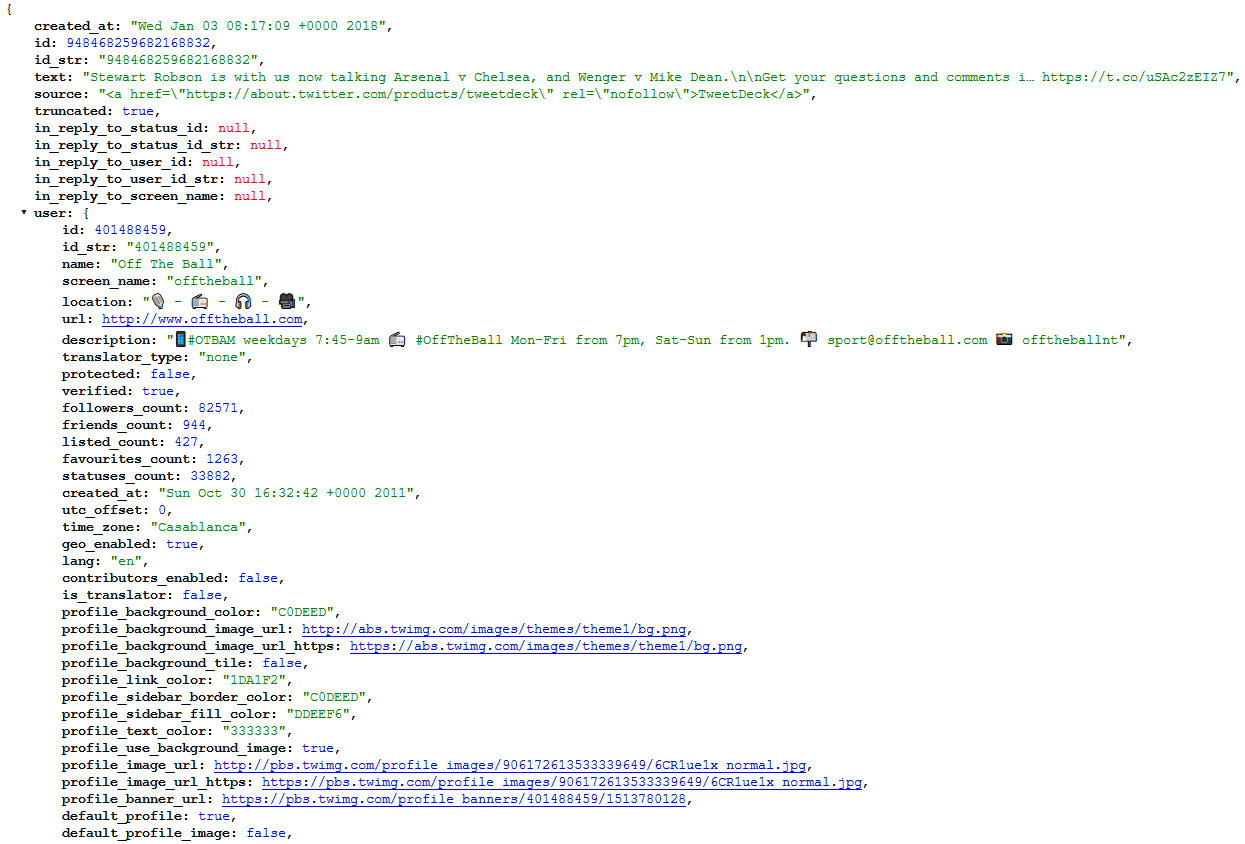 {
created_at: "Wed Jan 03 08:17:09 +0000 2018",
id: 948468259682168832,
id_str: "948468259682168832",
text: "Stewart Robson is with us now talking Arsenal v Chelsea, and Wenger v Mike Dean.\n\nGet your questions and comments i… https://t.co/uSAc2zEIZ7",
source: "<a href=\"https://about.twitter.com/products/tweetdeck\" rel=\"nofollow\">TweetDeck</a>",
truncated: true,
in_reply_to_status_id: null,
in_reply_to_status_id_str: null,
in_reply_to_user_id: null,
in_reply_to_user_id_str: null,
in_reply_to_screen_name: null,
user: {
id: 401488459,
id_str: "401488459",
name: "Off The Ball",
screen_name: "offtheball",
location: "🎙 - 📻 - 🎧 - 🎥",
url: http://www.offtheball.com,
description: "📱#OTBAM weekdays 7:45-9am 📻 #OffTheBall Mon-Fri from 7pm, Sat-Sun from 1pm. 📬 sport@offtheball.com 📸 offtheballnt",
translator_type: "none",
protected: false,
verified: true,
followers_count: 82571,
friends_count: 944,
listed_count: 427,
favourites_count: 1263,
statuses_count: 33882,
created_at: "Sun Oct 30 16:32:42 +0000 2011",
utc_offset: 0,
time_zone: "Casablanca",
geo_enabled: true,
lang: "en",
contributors_enabled: false,
is_translator: false,
profile_background_color: "C0DEED",
profile_background_image_url: http://abs.twimg.com/images/themes/theme1/bg.png,
profile_background_image_url_https: https://abs.twimg.com/images/themes/theme1/bg.png,
profile_background_tile: false,
profile_link_color: "1DA1F2",
profile_sidebar_border_color: "C0DEED",
profile_sidebar_fill_color: "DDEEF6",
profile_text_color: "333333",
profile_use_background_image: true,
profile_image_url: http://pbs.twimg.com/profile_images/906172613533339649/6CR1ue1x_normal.jpg,
profile_image_url_https: https://pbs.twimg.com/profile_images/906172613533339649/6CR1ue1x_normal.jpg,
profile_banner_url: https://pbs.twimg.com/profile_banners/401488459/1513780128,
default_profile: true,
default_profile_image: false,